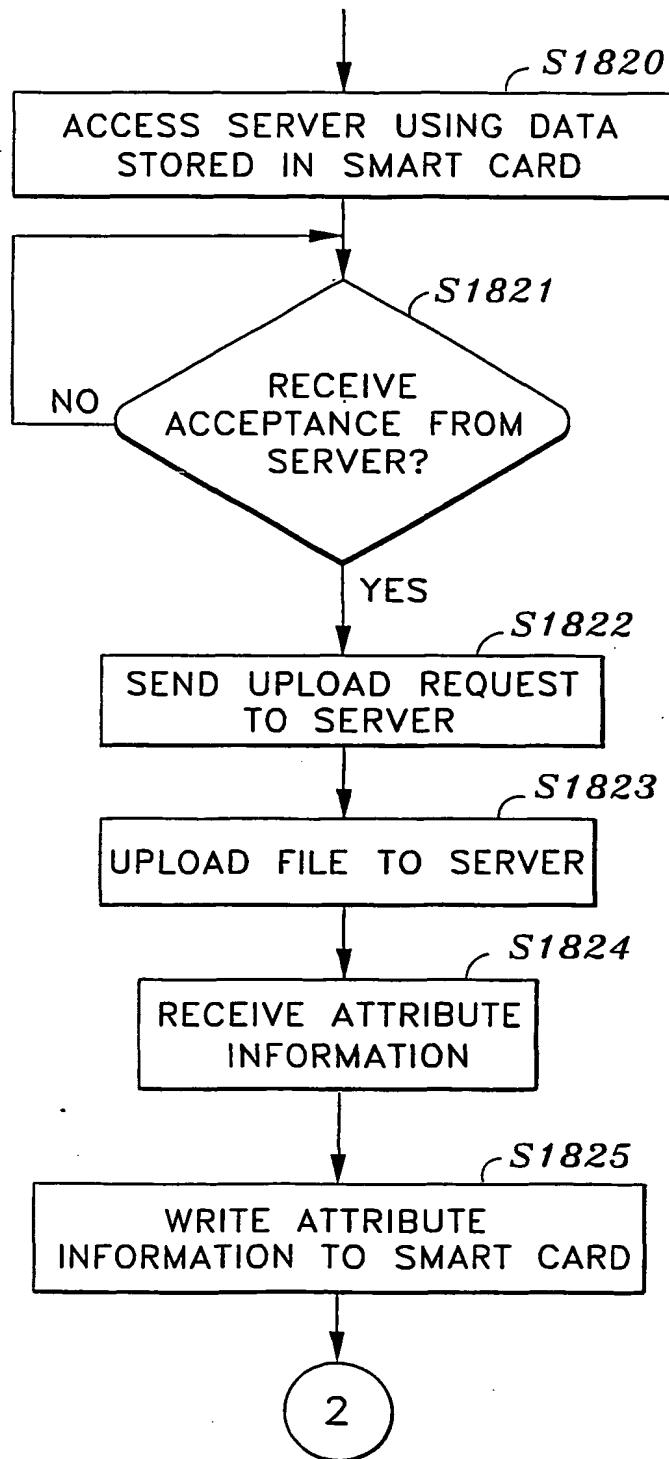 S1820
ACCESS SERVER USING DATA
STORED IN SMART CARD
S1821
RECEIVE
ACCEPTANCE FROM
SERVER?
NO
YES
S1822
SEND UPLOAD REQUEST
TO SERVER
S1823
UPLOAD FILE TO SERVER
S1824
RECEIVE ATTRIBUTE
INFORMATION
S1825
WRITE ATTRIBUTE
INFORMATION TO SMART CARD
2